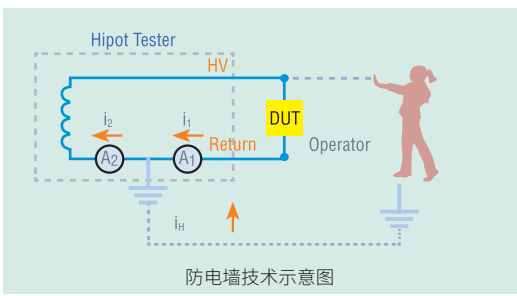 Hipot Tester
HV
i2
i1
DUT
Return
Operator
A2
A1
iH
防电墙技术示意图